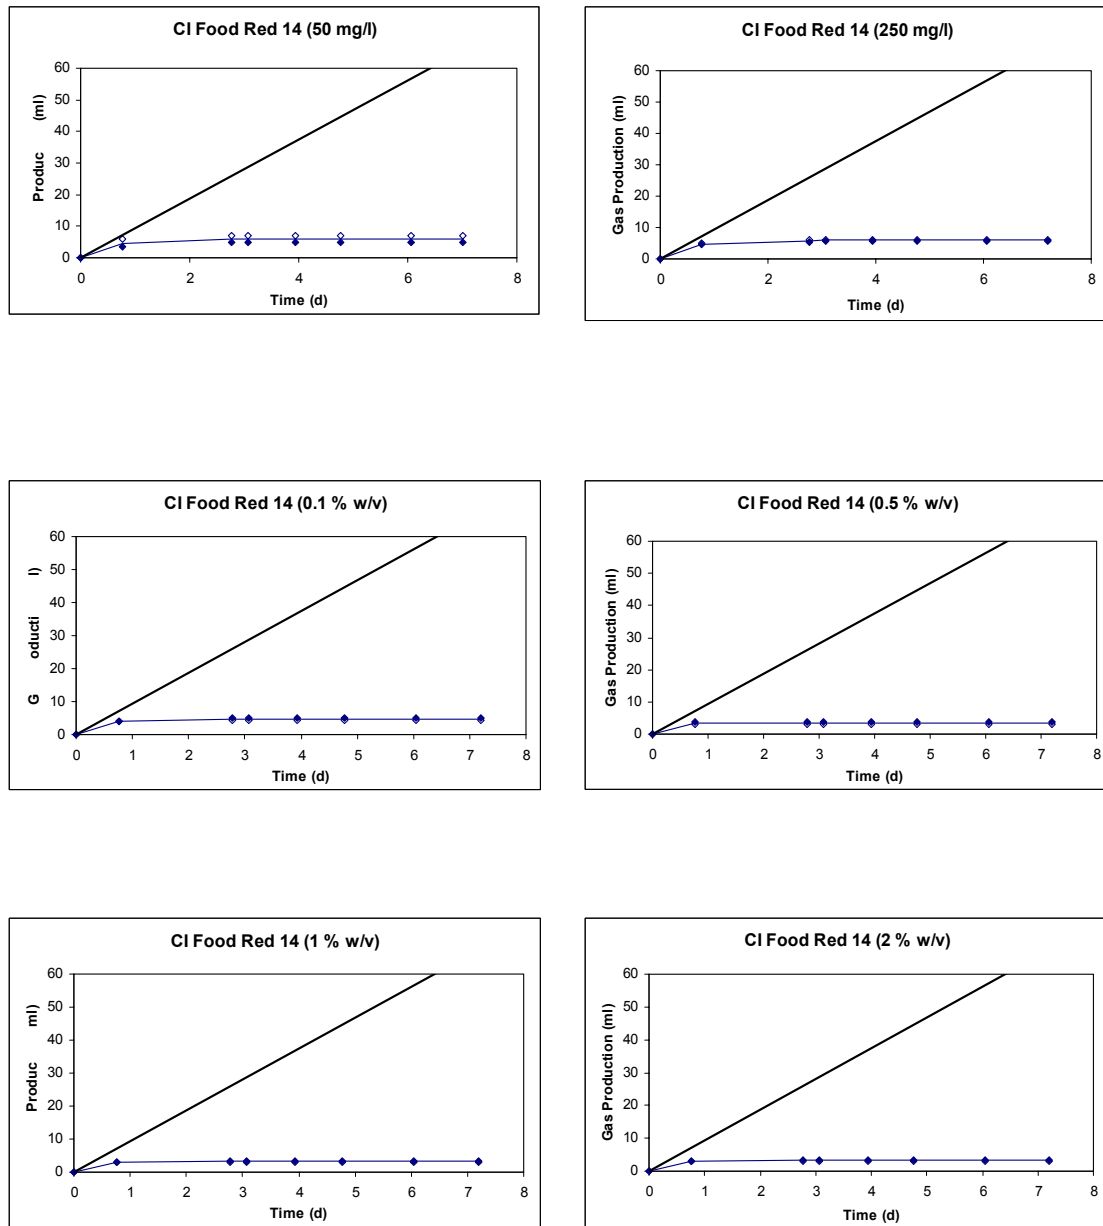 CI Food Red 14 (50 mg/l)
60
50
40
30
20
10
0
Produc (ml)
0 2 4 6 8
Time (d)
CI Food Red 14 (250 mg/l)
60
50
40
30
20
10
0
Gas Production (ml)
0 2 4 6 8
Time (d)
CI Food Red 14 (0.1 % w/v)
60
50
40
30
20
10
0
G oducti l)
0 1 2 3 4 5 6 7 8
Time (d)
CI Food Red 14 (0.5 % w/v)
60
50
40
30
20
10
0
Gas Production (ml)
0 1 2 3 4 5 6 7 8
Time (d)
CI Food Red 14 (1 % w/v)
60
50
40
30
20
10
0
Produc ml)
0 1 2 3 4 5 6 7 8
Time (d)
CI Food Red 14 (2 % w/v)
60
50
40
30
20
10
0
Gas Production (ml)
0 1 2 3 4 5 6 7 8
Time (d)